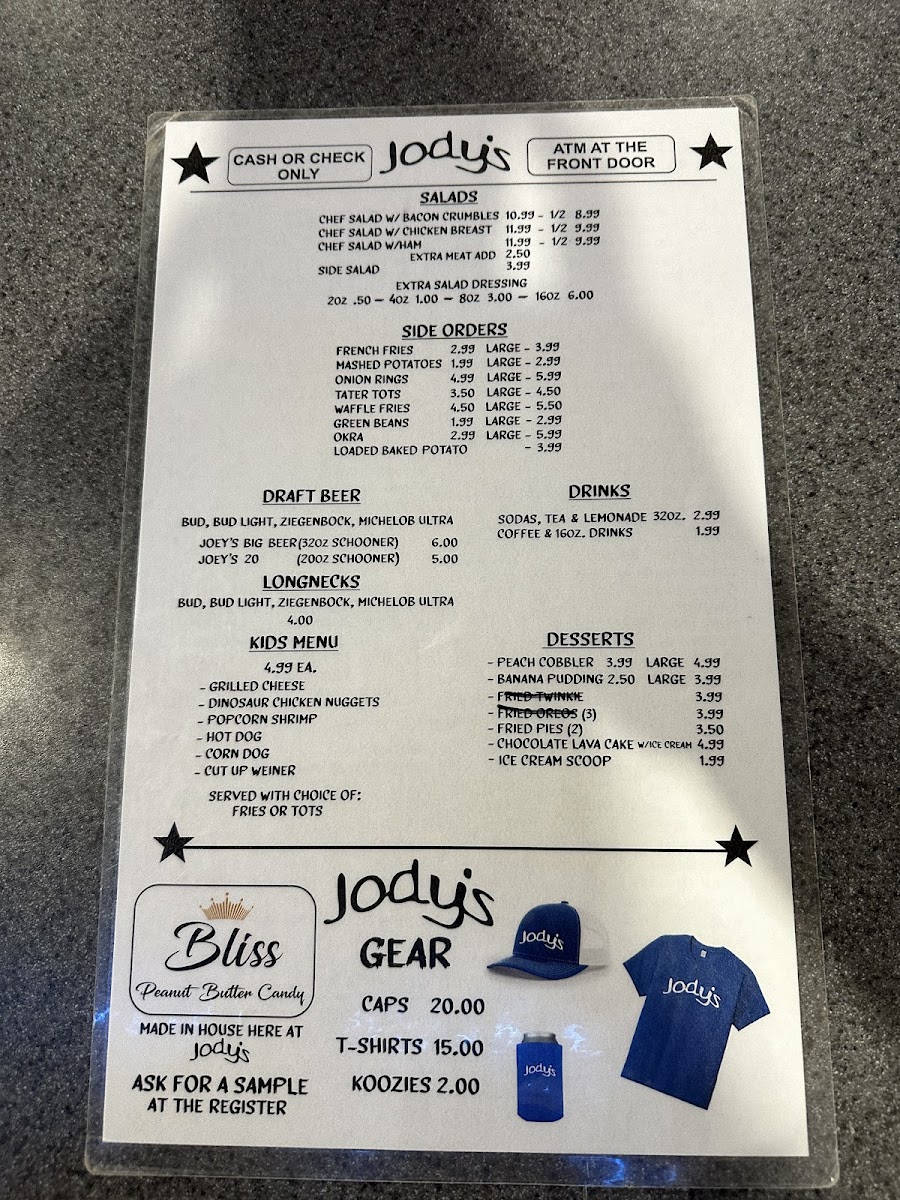 CASH OR CHECK
ONLY
Jody's
ATM AT THE
FRONT DOOR
SALADS
CHEF SALAD W/ BACON CRUMBLES 10.99 - 1/2 8.99
CHEF SALAD W/ CHICKEN BREAST 11.99 - 1/2 9.99
CHEF SALAD W/HAM 11.99 - 1/2 9.99
EXTRA MEAT ADD 2.50
SIDE SALAD 3.99
EXTRA SALAD DRESSING
2OZ .50 - 4OZ 1.00 - 8OZ 3.00 - 16OZ 6.00
SIDE ORDERS
FRENCH FRIES 2.99 LARGE - 3.99
MASHED POTATOES 1.99 LARGE - 2.99
ONION RINGS 4.99 LARGE - 5.99
TATER TOTS 3.50 LARGE - 4.50
WAFFLE FRIES 4.50 LARGE - 5.50
GREEN BEANS 1.99 LARGE - 2.99
OKRA 2.99 LARGE - 5.99
LOADED BAKED POTATO - 3.99
DRAFT BEER
BUD, BUD LIGHT, ZIEGENBOCK, MICHELOB ULTRA
JOEY'S BIG BEER(32OZ SCHOONER) 6.00
JOEY'S 20 (20OZ SCHOONER) 5.00
LONGNECKS
BUD, BUD LIGHT, ZIEGENBOCK, MICHELOB ULTRA
4.00
DRINKS
SODAS, TEA & LEMONADE 32OZ. 2.99
COFFEE & 16OZ. DRINKS 1.99
KIDS MENU
4.99 EA.
- GRILLED CHEESE
- DINOSAUR CHICKEN NUGGETS
- POPCORN SHRIMP
- HOT DOG
- CORN DOG
- CUT UP WEINER
SERVED WITH CHOICE OF:
FRIES OR TOTS
DESSERTS
- PEACH COBBLER 3.99 LARGE 4.99
- BANANA PUDDING 2.50 LARGE 3.99
- FRIED TWINKIE 3.99
- FRIED OREOS (3) 3.99
- FRIED PIES (2) 3.50
- CHOCOLATE LAVA CAKE W/ICE CREAM 4.99
- ICE CREAM SCOOP 1.99
Bliss
Peanut Butter Candy
MADE IN HOUSE HERE AT
Jody's
ASK FOR A SAMPLE
AT THE REGISTER
Jody's
GEAR
CAPS 20.00
T-SHIRTS 15.00
KOOZIES 2.00
Jody's
Jody's
Jody's